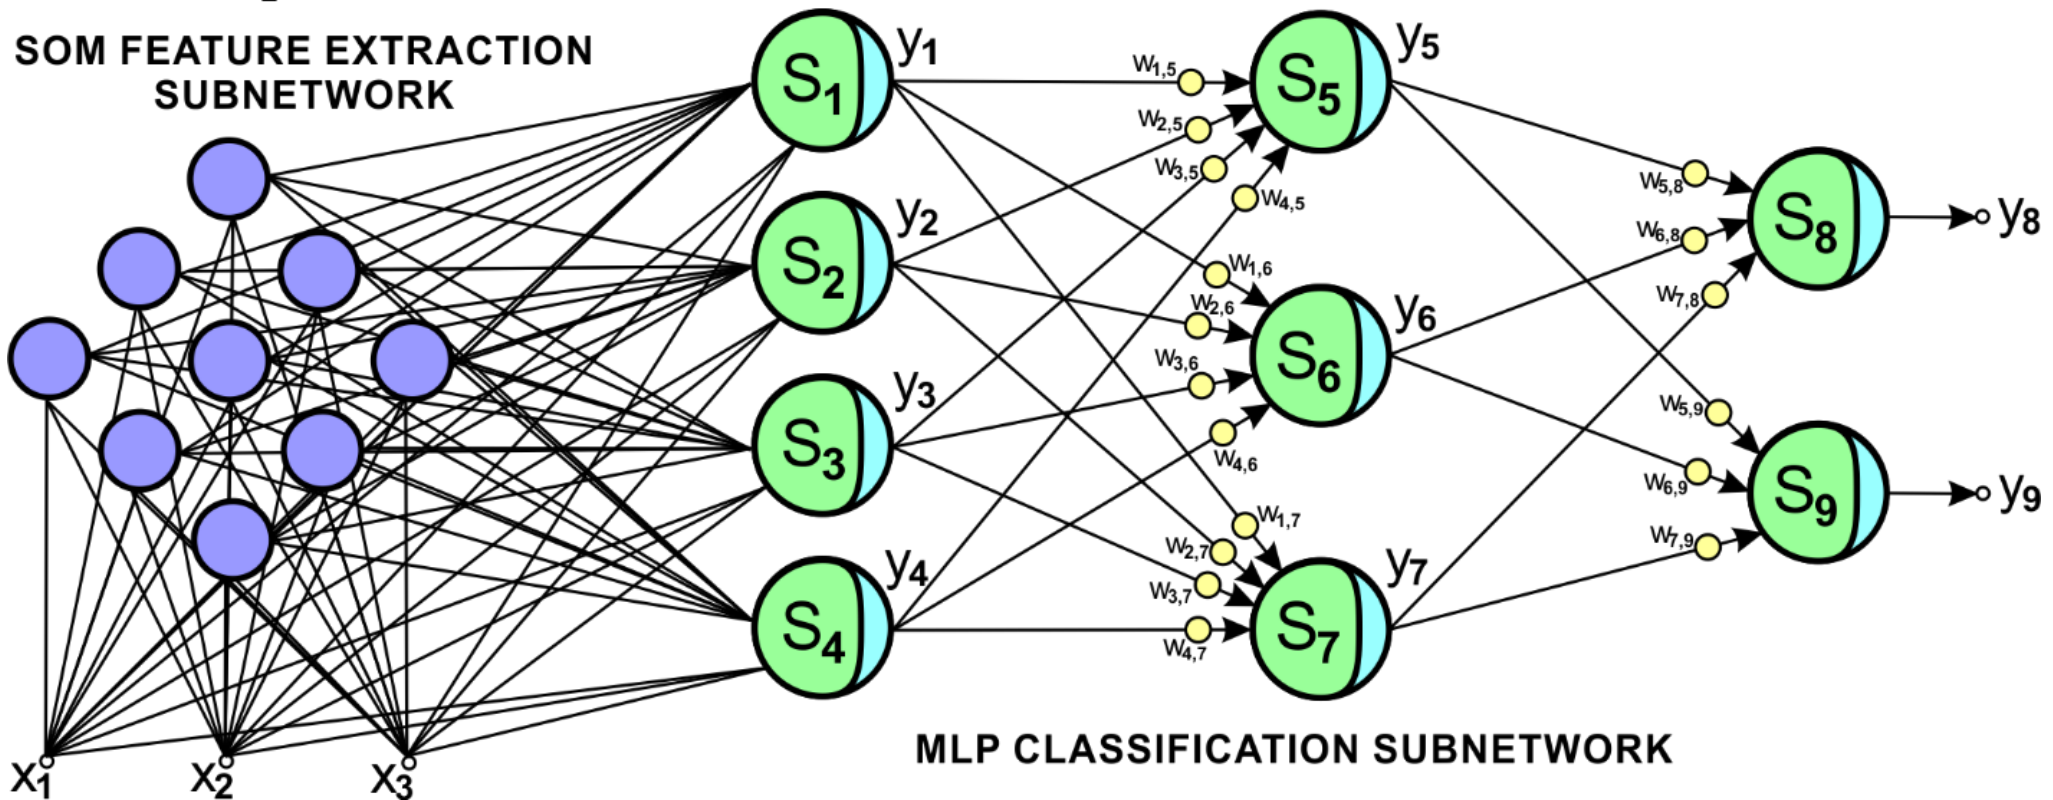 SOM FEATURE EXTRACTION
SUBNETWORK
S1
y1
S2
y2
S3
y3
S4
y4
w1,5
w2,5
w3,5
w4,5
S5
y5
w1,6
w2,6
w3,6
w4,6
S6
y6
w1,7
w2,7
w3,7
w4,7
S7
y7
w5,8
w6,8
w7,8
S8
y8
w5,9
w6,9
w7,9
S9
y9
x1 x2 x3
MLP CLASSIFICATION SUBNETWORK